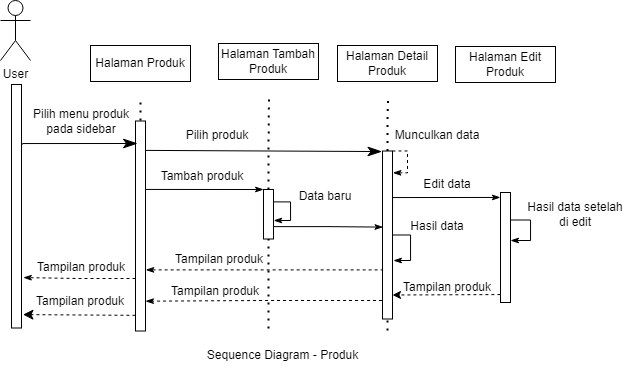 User
Halaman Produk
Halaman Tambah
Produk
Halaman Detail
Produk
Halaman Edit
Produk
Pilih menu produk
pada sidebar
Pilih produk
Munculkan data
Tambah produk
Data baru
Edit data
Hasil data setelah
di edit
Hasil data
Tampilan produk
Tampilan produk
Tampilan produk
Tampilan produk
Tampilan produk
Sequence Diagram - Produk